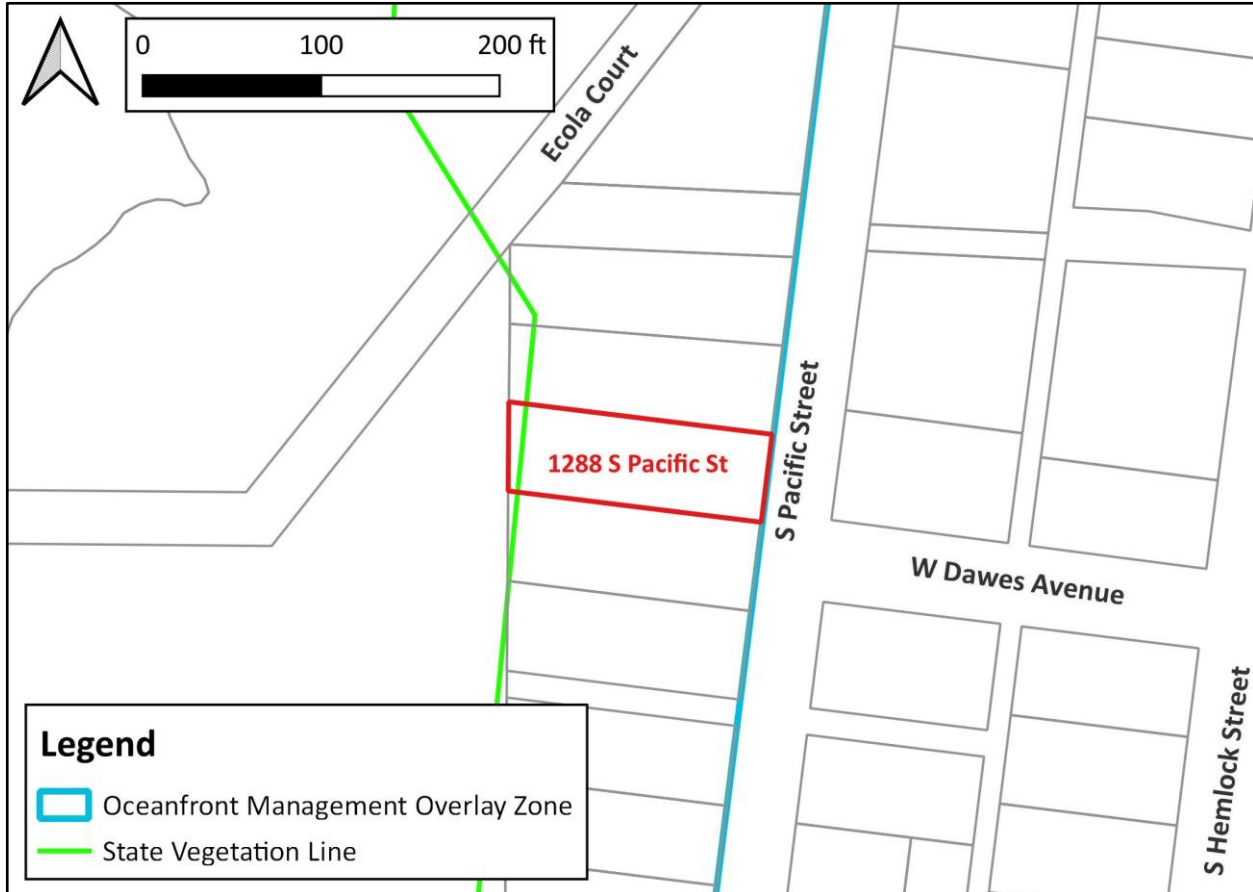 0 100 200 ft
Ecola Court
S Pacific Street
1288 S Pacific St
W Dawes Avenue
S Hemlock Street
Legend
Oceanfront Management Overlay Zone
State Vegetation Line